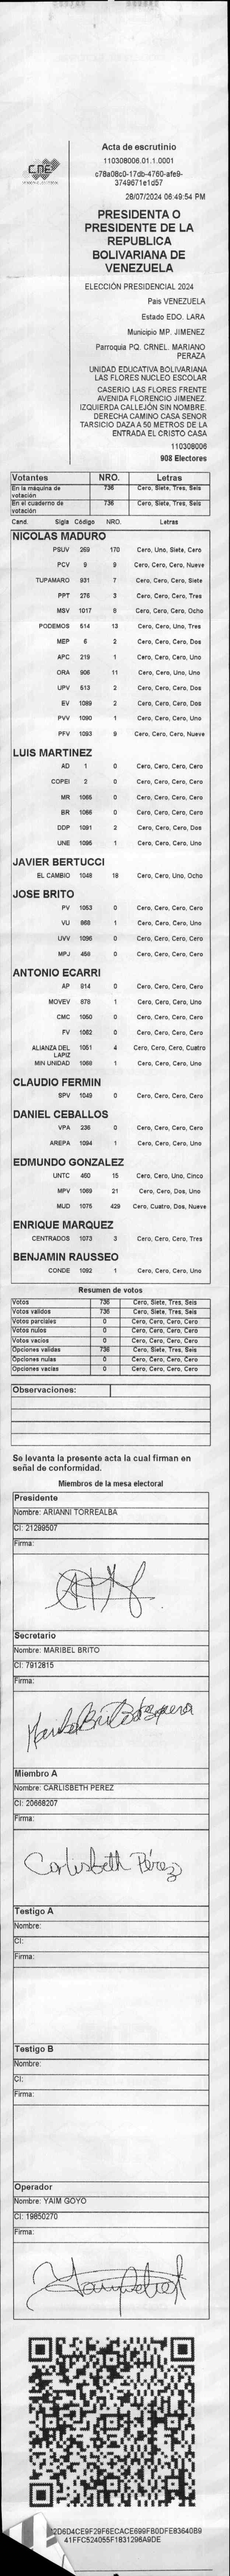 CNE
Acta de escrutinio
110308006.01.1.0001
c78a08c0-17db-4760-afe9-
3749671e1d57
28/07/2024 06:49:54 PM
PRESIDENTA O
PRESIDENTE DE LA
REPUBLICA
BOLIVARIANA DE
VENEZUELA
ELECCIÓN PRESIDENCIAL 2024
Pais VENEZUELA
Estado EDO. LARA
Municipio MP. JIMENEZ
Parroquia PQ. CRNEL. MARIANO
PERAZA
UNIDAD EDUCATIVA BOLIVARIANA
LAS FLORES NUCLEO ESCOLAR
CASERIO LAS FLORES FRENTE
AVENIDA FLORENCIO JIMENEZ.
IZQUIERDA CALLEJÓN SIN NOMBRE.
DERECHA CAMINO CASA SENOR
TARSICIO DAZA A 50 METROS DE LA
ENTRADA EL CRISTO CASA
110308006
908 Electores
Votantes NRO. Letras
En la máquina de votación 736 Cero, Siete, Tres, Seis
En el cuaderno de votación 736 Cero, Siete, Tres, Seis
Cand. Sigla Código NRO. Letras
NICOLAS MADURO
PSUV 269 170 Cero, Uno, Siete, Cero
PCV 9 9 Cero, Cero, Cero, Nueve
TUPAMARO 931 7 Cero, Cero, Cero, Siete
PPT 276 3 Cero, Cero, Cero, Tres
MSV 1017 8 Cero, Cero, Cero, Ocho
PODEMOS 514 13 Cero, Cero, Uno, Tres
MEP 6 2 Cero, Cero, Cero, Dos
APC 219 1 Cero, Cero, Cero, Uno
ORA 906 11 Cero, Cero, Uno, Uno
UPV 513 2 Cero, Cero, Cero, Dos
EV 1089 2 Cero, Cero, Cero, Dos
PVV 1090 1 Cero, Cero, Cero, Uno
PFV 1093 9 Cero, Cero, Cero, Nueve
LUIS MARTINEZ
AD 1 0 Cero, Cero, Cero, Cero
COPEI 2 0 Cero, Cero, Cero, Cero
MR 1066 0 Cero, Cero, Cero, Cero
BR 1066 0 Cero, Cero, Cero, Cero
DDP 1091 2 Cero, Cero, Cero, Dos
UNE 1095 1 Cero, Cero, Cero, Uno
JAVIER BERTUCCI
EL CAMBIO 1048 18 Cero, Cero, Uno, Ocho
JOSE BRITO
PV 1053 0 Cero, Cero, Cero, Cero
VU 868 1 Cero, Cero, Cero, Uno
UVV 1096 0 Cero, Cero, Cero, Cero
MPJ 458 0 Cero, Cero, Cero, Cero
ANTONIO ECARRI
AP 814 0 Cero, Cero, Cero, Cero
MOVEV 878 1 Cero, Cero, Cero, Uno
CMC 1050 0 Cero, Cero, Cero, Cero
FV 1062 0 Cero, Cero, Cero, Cero
ALIANZA DEL LAPIZ 1051 4 Cero, Cero, Cero, Cuatro
MIN UNIDAD 1068 1 Cero, Cero, Cero, Uno
CLAUDIO FERMIN
SPV 1049 0 Cero, Cero, Cero, Cero
DANIEL CEBALLOS
VPA 236 0 Cero, Cero, Cero, Cero
AREPA 1094 1 Cero, Cero, Cero, Uno
EDMUNDO GONZALEZ
UNTC 460 15 Cero, Cero, Uno, Cinco
MPV 1069 21 Cero, Cero, Dos, Uno
MUD 1075 429 Cero, Cuatro, Dos, Nueve
ENRIQUE MARQUEZ
CENTRADOS 1073 3 Cero, Cero, Cero, Tres
BENJAMIN RAUSSEO
CONDE 1092 1 Cero, Cero, Cero, Uno
Resumen de votos
Votos 736 Cero, Siete, Tres, Seis
Votos validos 736 Cero, Siete, Tres, Seis
Votos parciales 0 Cero, Cero, Cero, Cero
Votos nulos 0 Cero, Cero, Cero, Cero
Votos vacios 0 Cero, Cero, Cero, Cero
Opciones validas 736 Cero, Siete, Tres, Seis
Opciones nulas 0 Cero, Cero, Cero, Cero
Opciones vacias 0 Cero, Cero, Cero, Cero
Observaciones:
Se levanta la presente acta la cual firman en
señal de conformidad.
Miembros de la mesa electoral
Presidente
Nombre: ARIANNI TORREALBA
CI: 21299507
Firma:
Secretario
Nombre: MARIBEL BRITO
CI: 7912815
Firma:
Miembro A
Nombre: CARLISBETH PEREZ
CI: 20668207
Firma:
Carlisbeth Pérez
Testigo A
Nombre:
CI:
Firma:
Testigo B
Nombre:
CI:
Firma:
Operador
Nombre: YAIM GOYO
CI: 19850270
Firma:
2D6D4CE9F29F6ECACE699FB0DFE83640B9
41FFC524055F1831298A9DE